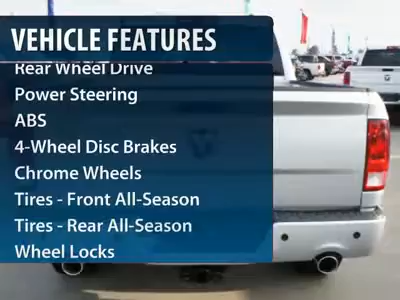 VEHICLE FEATURES
Rear Wheel Drive
Power Steering
ABS
4-Wheel Disc Brakes
Chrome Wheels
Tires - Front All-Season
Tires - Rear All-Season
Wheel Locks